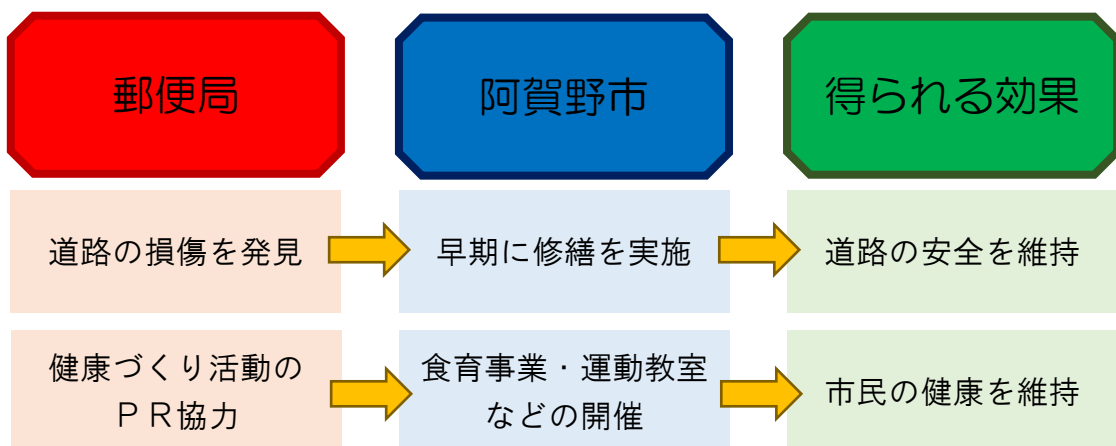 郵便局
阿賀野市
得られる効果
道路の損傷を発見
早期に修繕を実施
道路の安全を維持
健康づくり活動の
ＰＲ協力
食育事業・運動教室
などの開催
市民の健康を維持